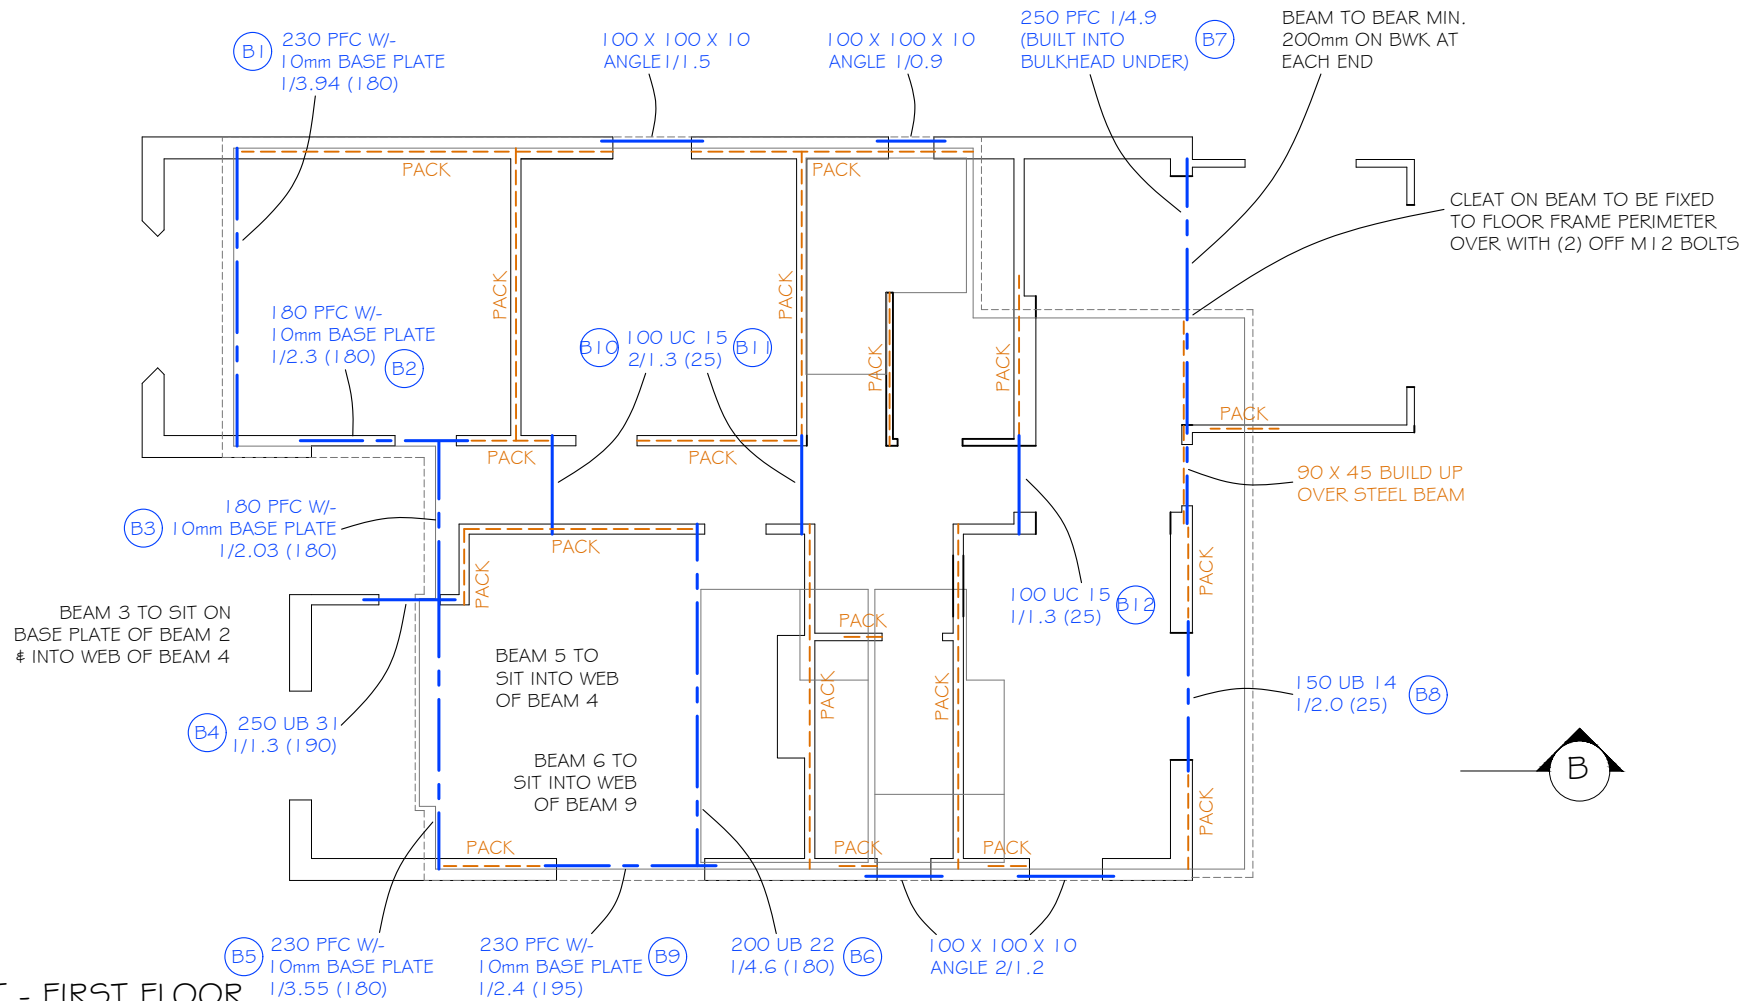 B1
230 PFC W/-
10mm BASE PLATE
1/3.94 (180)
100 X 100 X 10
ANGLE 1/1.5
100 X 100 X 10
ANGLE 1/0.9
250 PFC 1/4.9
(BUILT INTO
BULKHEAD UNDER)
B7
BEAM TO BEAR MIN.
200mm ON BWK AT
EACH END
PACK
PACK
CLEAT ON BEAM TO BE FIXED
TO FLOOR FRAME PERIMETER
OVER WITH (2) OFF M12 BOLTS
PACK
PACK
180 PFC W/-
10mm BASE PLATE
1/2.3 (180)
B2
B10
100 UC 15
2/1.3 (25)
B11
PACK
PACK
PACK
PACK
PACK
90 X 45 BUILD UP
OVER STEEL BEAM
B3
180 PFC W/-
10mm BASE PLATE
1/2.03 (180)
PACK
PACK
PACK
100 UC 15
1/1.3 (25)
B12
BEAM 3 TO SIT ON
BASE PLATE OF BEAM 2
& INTO WEB OF BEAM 4
PACK
BEAM 5 TO
SIT INTO WEB
OF BEAM 4
PACK
PACK
150 UB 14
1/2.0 (25)
B8
B4
250 UB 31
1/1.3 (190)
BEAM 6 TO
SIT INTO WEB
OF BEAM 9
B
PACK
PACK
PACK
PACK
B5
230 PFC W/-
10mm BASE PLATE
1/3.55 (180)
230 PFC W/-
10mm BASE PLATE
1/2.4 (195)
B9
200 UB 22
1/4.6 (180)
B6
100 X 100 X 10
ANGLE 2/1.2
- FIRST FLOOR